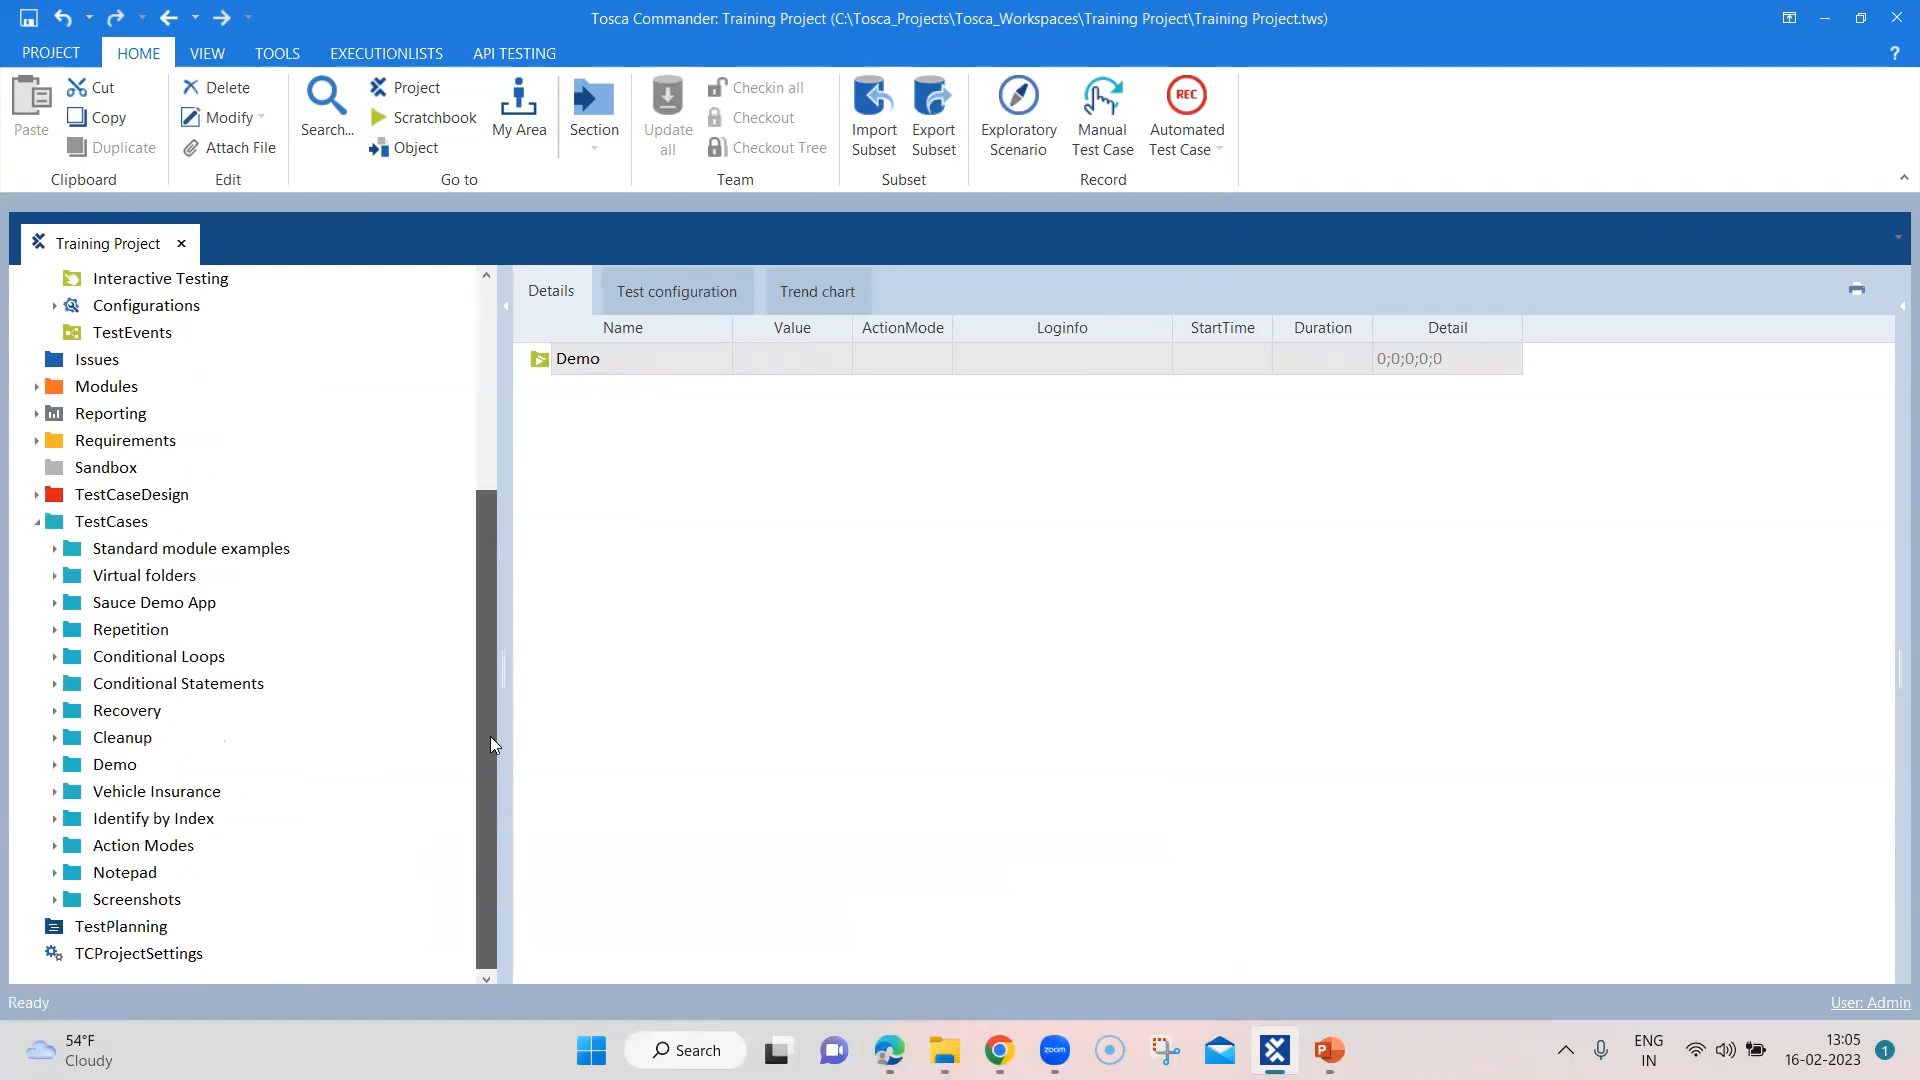 Tosca Commander: Training Project (C:\Tosca_Projects\Tosca_Workspaces\Training Project\Training Project.tws)
PROJECT HOME VIEW TOOLS EXECUTIONLISTS API TESTING ?
Paste
Cut
Copy
Duplicate
Clipboard
Delete
Modify
Attach File
Edit
Search...
Project
Scratchbook
Object
My Area
Go to
Section
Update all
Checkin all
Checkout
Checkout Tree
Team
Import Subset
Export Subset
Subset
Exploratory Scenario
Manual Test Case
REC
Automated Test Case
Record
Training Project
Interactive Testing
Configurations
TestEvents
Issues
Modules
Reporting
Requirements
Sandbox
TestCaseDesign
TestCases
Standard module examples
Virtual folders
Sauce Demo App
Repetition
Conditional Loops
Conditional Statements
Recovery
Cleanup
Demo
Vehicle Insurance
Identify by Index
Action Modes
Notepad
Screenshots
TestPlanning
TCProjectSettings
Details Test configuration Trend chart
Name Value ActionMode Loginfo StartTime Duration Detail
Demo 0;0;0;0;0
Ready
User: Admin
54°F
Cloudy
Search
zoom
ENG
IN
13:05
16-02-2023
1